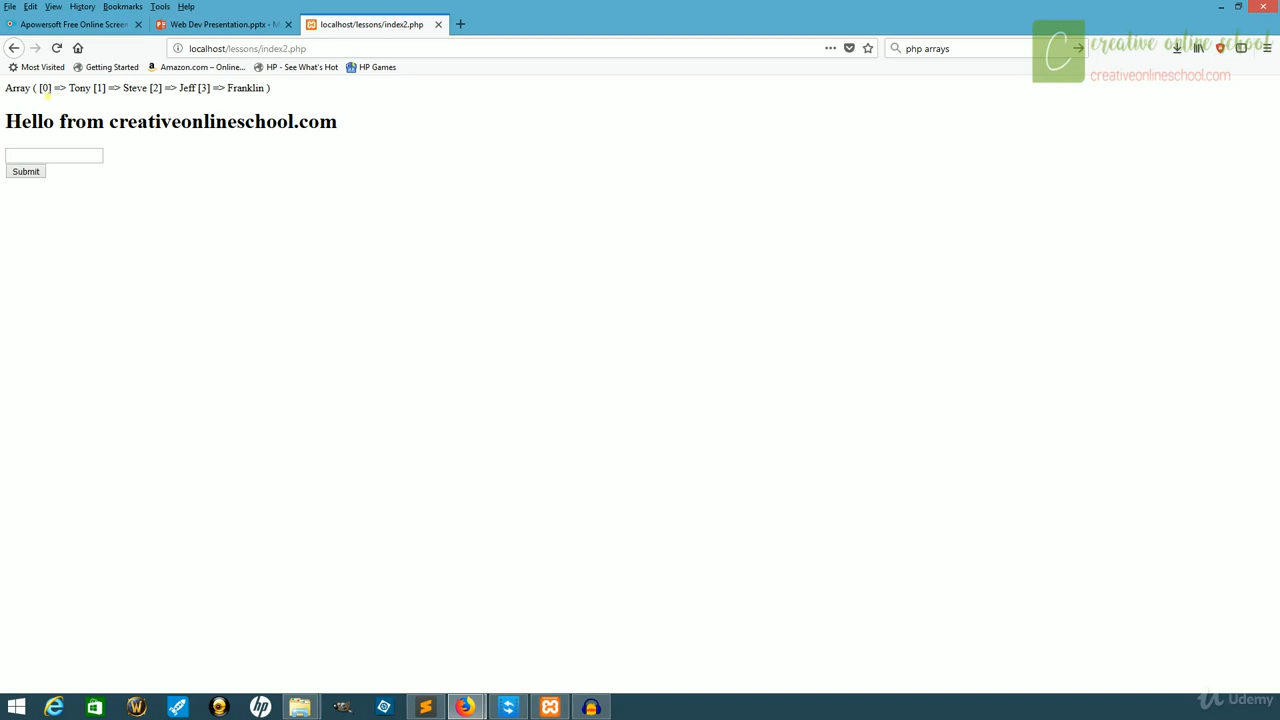 File Edit View History Bookmarks Tools Help
Apowersoft Free Online Screen
Web Dev Presentation.pptx - M
localhost/lessons/index2.php
localhost/lessons/index2.php
php arrays
Most Visited Getting Started Amazon.com – Online... HP - See What's Hot HP Games
C
creative online school
creativeonlineschool.com
Array ( [0] => Tony [1] => Steve [2] => Jeff [3] => Franklin )
Hello from creativeonlineschool.com
Submit
Udemy